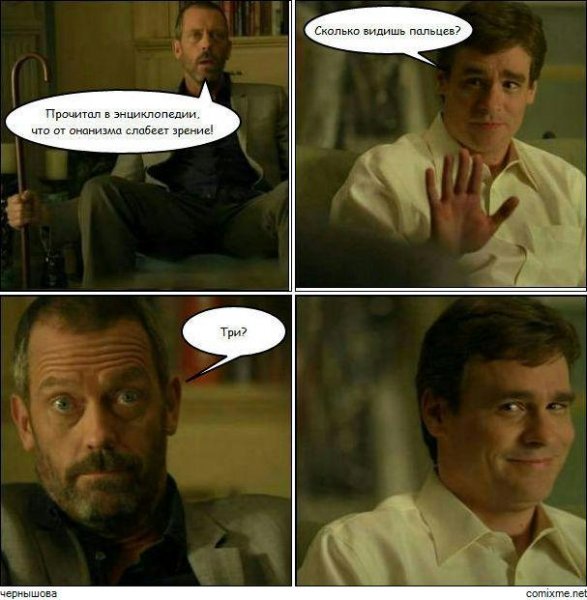 Прочитал в энциклопедии,
что от онанизма слабеет зрение!
Сколько видишь пальцев?
Три?
чернышова
comixme.net